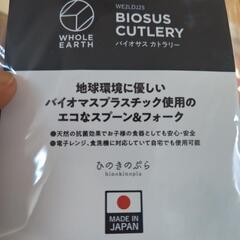 WHOLE
EARTH
WEJLDJ25
BIOSUS
CUTLERY
バイオサス カトラリー
地球環境に優しい
バイオマスプラスチック使用の
エコなスプーン&フォーク
●天然の抗菌効果でお子様の食器としても安心・安全
●電子レンジ、食洗機に対応していて自宅でも使用可能
ひのきのぷら
hinokinopla
MADE IN
JAPAN